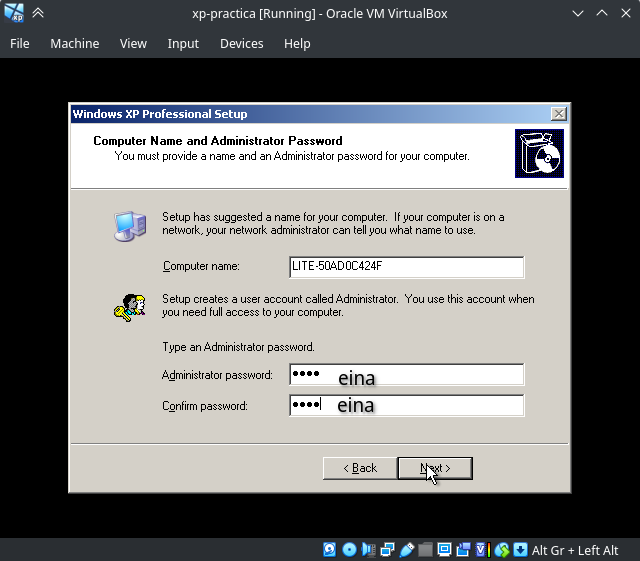 xp-practica [Running] - Oracle VM VirtualBox
File Machine View Input Devices Help
Windows XP Professional Setup
Computer Name and Administrator Password
You must provide a name and an Administrator password for your computer.
Setup has suggested a name for your computer. If your computer is on a
network, your network administrator can tell you what name to use.
Computer name: LITE-50AD0C424F
Setup creates a user account called Administrator. You use this account when
you need full access to your computer.
Type an Administrator password.
Administrator password: •••• eina
Confirm password: •••• eina
< Back Next >
Alt Gr + Left Alt